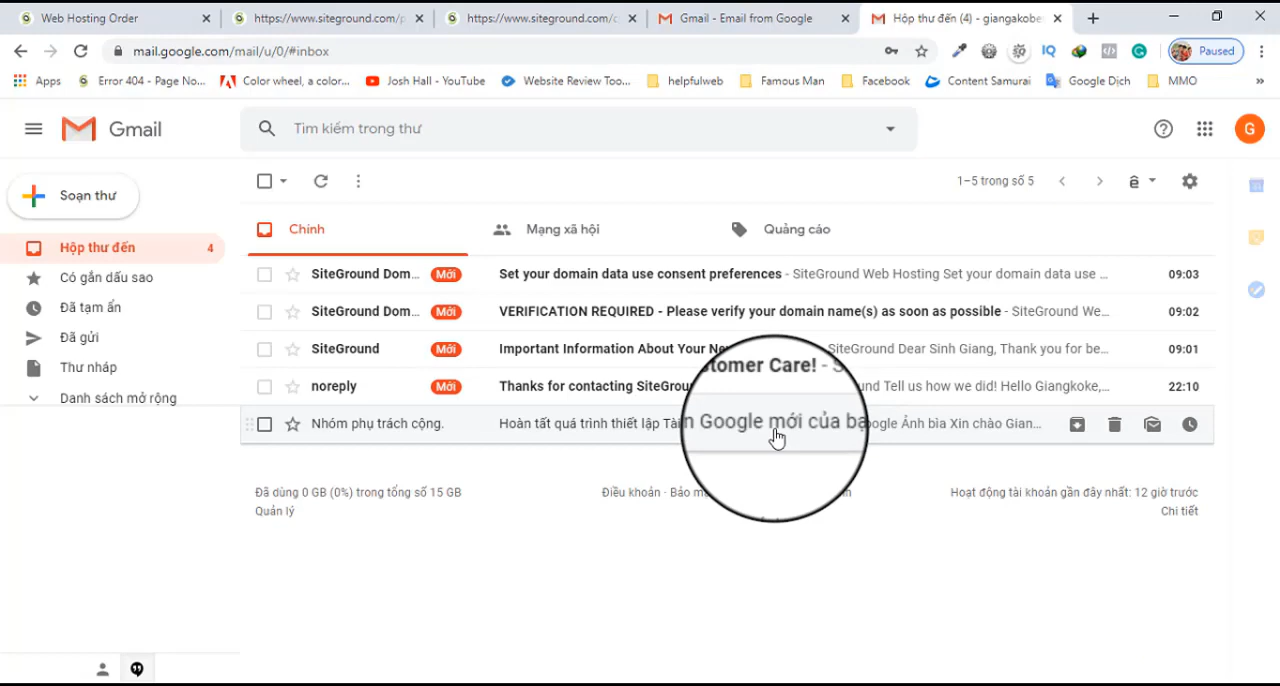 Web Hosting Order
https://www.siteground.com/p
https://www.siteground.com/c
Gmail - Email from Google
Hộp thư đến (4) - giangakobe
mail.google.com/mail/u/0/#inbox
IQ
Paused
Apps
Error 404 - Page No...
Color wheel, a color...
Josh Hall - YouTube
Website Review Too...
helpfulweb
Famous Man
Facebook
Content Samurai
Google Dịch
MMO
Gmail
Tìm kiếm trong thư
G
Soạn thư
1–5 trong số 5
ê
Hộp thư đến 4
Có gắn dấu sao
Đã tạm ẩn
Đã gửi
Thư nháp
Danh sách mở rộng
Chính
Mạng xã hội
Quảng cáo
SiteGround Dom... Mới Set your domain data use consent preferences - SiteGround Web Hosting Set your domain data use ... 09:03
SiteGround Dom... Mới VERIFICATION REQUIRED - Please verify your domain name(s) as soon as possible - SiteGround We... 09:02
SiteGround Mới Important Information About Your SiteGround Dear Sinh Giang, Thank you for be... 09:01
noreply Mới Thanks for contacting Tell us how we did! Hello Giangkoke,... 22:10
Nhóm phụ trách cộng. Hoàn tất quá trình thiết lập Tài Ảnh bìa Xin chào Gian...
tomer Care! -
n Google mới của bạ
Đã dùng 0 GB (0%) trong tổng số 15 GB
Quản lý
Điều khoản · Bảo
Hoạt động tài khoản gần đây nhất: 12 giờ trước
Chi tiết